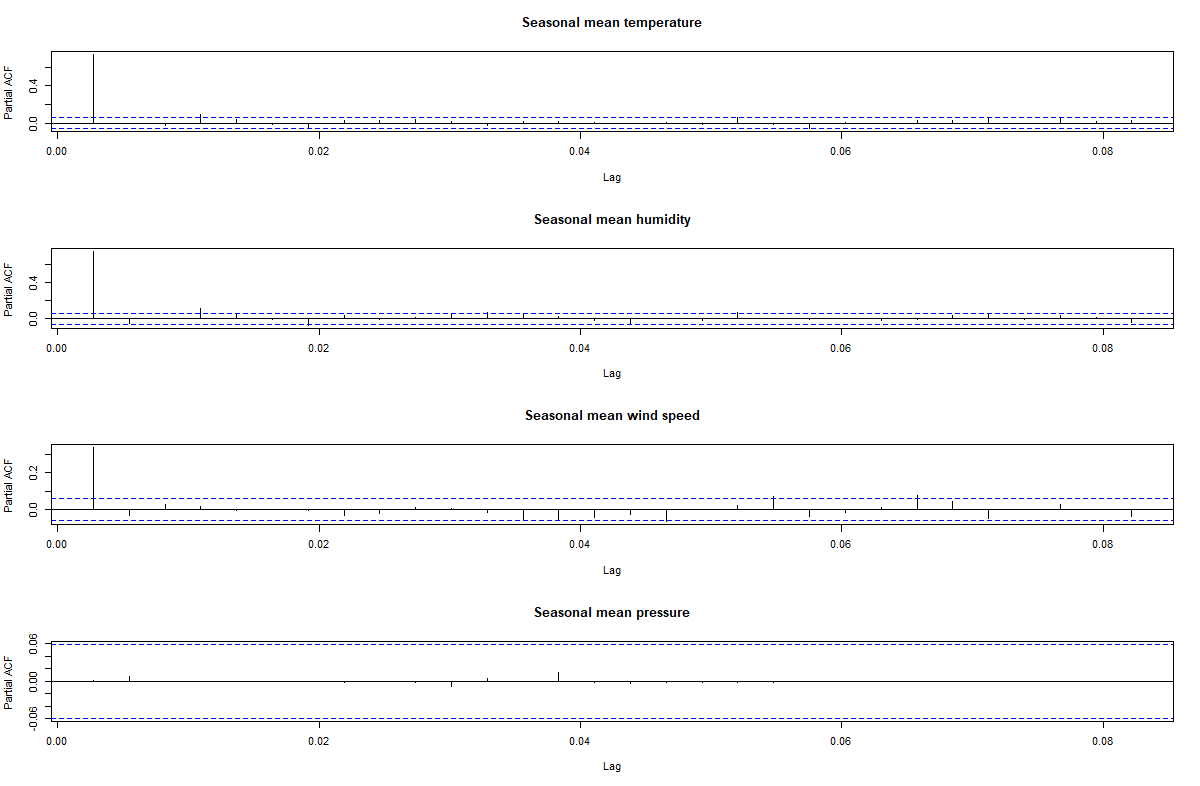 Seasonal mean temperature
Partial ACF
0.4
0.0
0.00 0.02 0.04 0.06 0.08
Lag
Seasonal mean humidity
Partial ACF
0.4
0.0
0.00 0.02 0.04 0.06 0.08
Lag
Seasonal mean wind speed
Partial ACF
0.2
0.0
0.00 0.02 0.04 0.06 0.08
Lag
Seasonal mean pressure
Partial ACF
0.06
0.00
-0.06
0.00 0.02 0.04 0.06 0.08
Lag